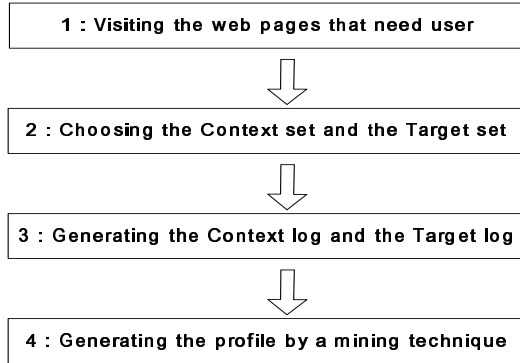 1 : Visiting the web pages that need user
2 : Choosing the Context set and the Target set
3 : Generating the Context log and the Target log
4 : Generating the profile by a mining technique